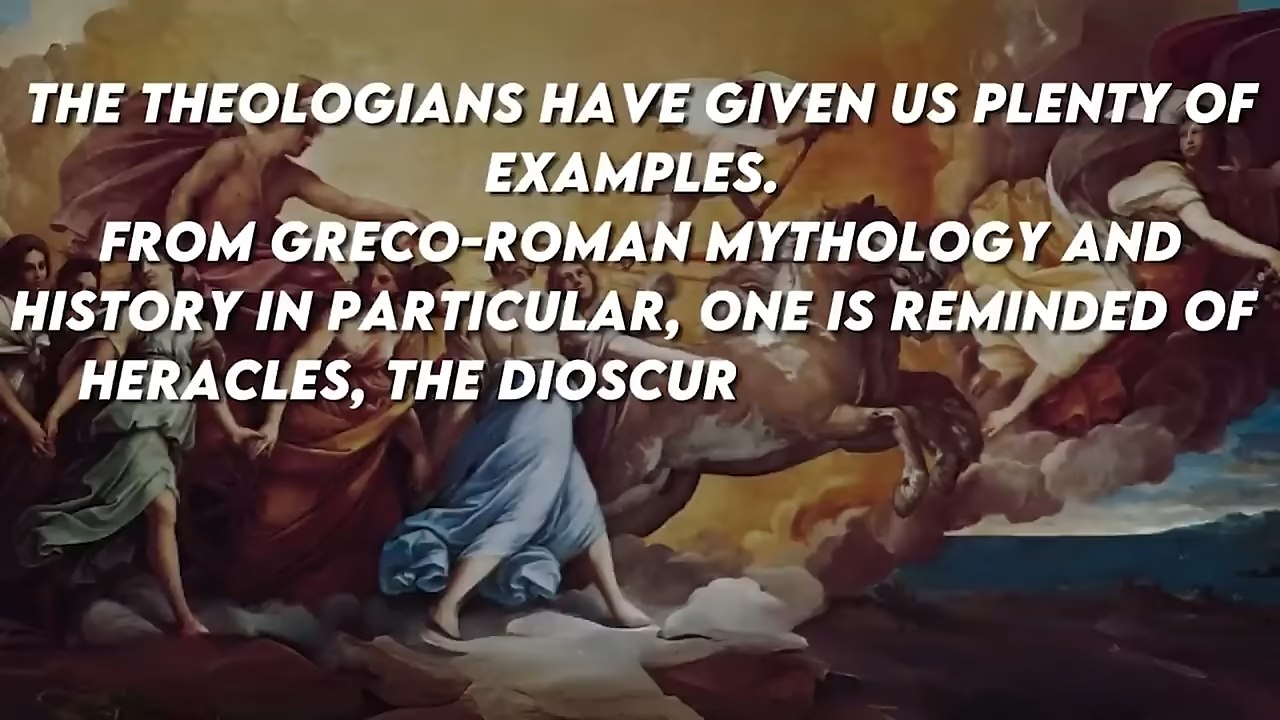 THE THEOLOGIANS HAVE GIVEN US PLENTY OF
EXAMPLES.
FROM GRECO-ROMAN MYTHOLOGY AND
HISTORY IN PARTICULAR, ONE IS REMINDED OF
HERACLES, THE DIOSCUR